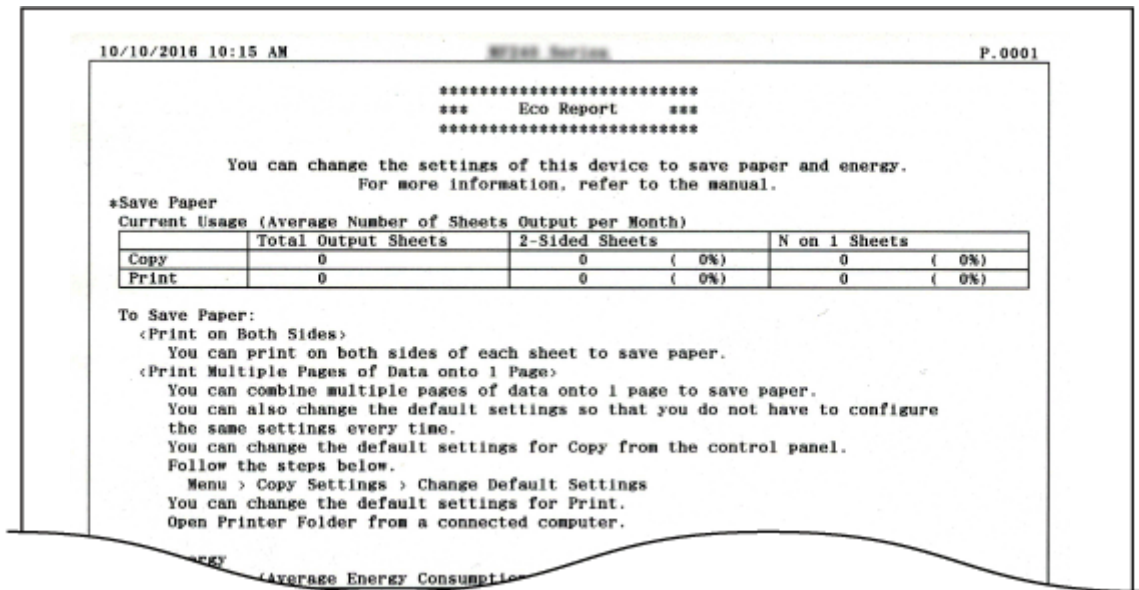 10/10/2016 10:15 AM P.0001
***************************
*** Eco Report ***
***************************
You can change the settings of this device to save paper and energy.
For more information, refer to the manual.
*Save Paper
Current Usage (Average Number of Sheets Output per Month)
Total Output Sheets 2-Sided Sheets N on 1 Sheets
Copy 0 0 ( 0%) 0 ( 0%)
Print 0 0 ( 0%) 0 ( 0%)
To Save Paper:
<Print on Both Sides>
You can print on both sides of each sheet to save paper.
<Print Multiple Pages of Data onto 1 Page>
You can combine multiple pages of data onto 1 page to save paper.
You can also change the default settings so that you do not have to configure
the same settings every time.
You can change the default settings for Copy from the control panel.
Follow the steps below.
Menu > Copy Settings > Change Default Settings
You can change the default settings for Print.
Open Printer Folder from a connected computer.
(Average Energy